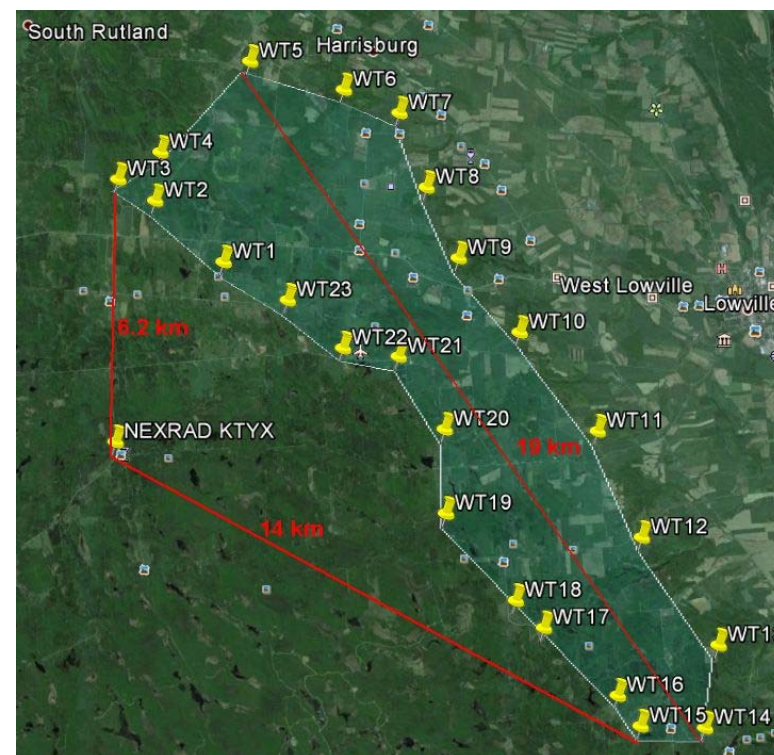 South Rutland
Harrisburg
WT5
WT6
WT7
WT4
WT3
WT8
WT2
WT1
WT9
WT23
West Lowville
Lowville
6.2 km
WT10
WT22
WT21
WT20
WT11
NEXRAD KTYX
19 km
WT19
14 km
WT12
WT18
WT17
WT16
WT15
WT14